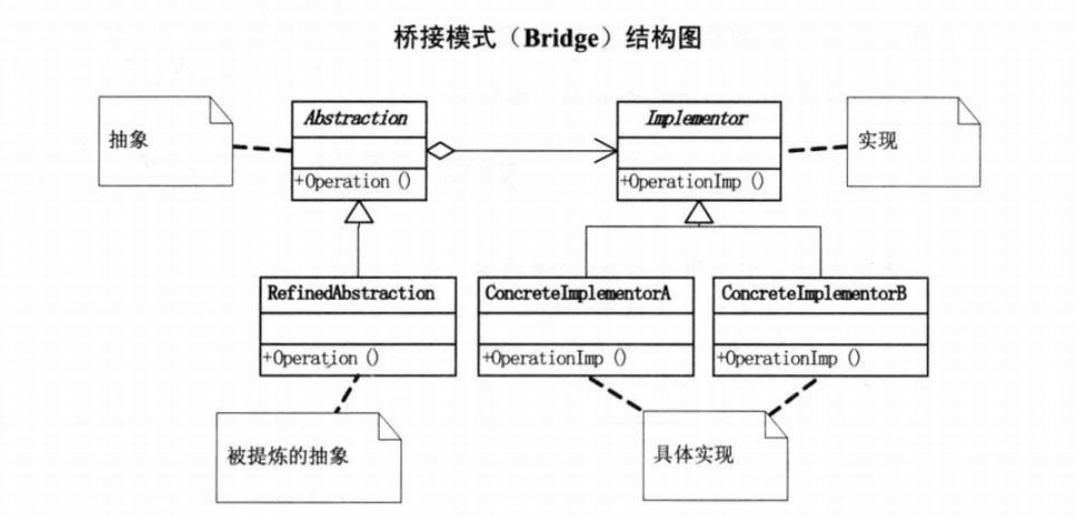 桥接模式（Bridge）结构图
抽象
Abstraction
+Operation ()
Implementor
+OperationImp ()
实现
RefinedAbstraction
+Operation ()
ConcreteImplementorA
+OperationImp ()
ConcreteImplementorB
+OperationImp ()
被提炼的抽象
具体实现